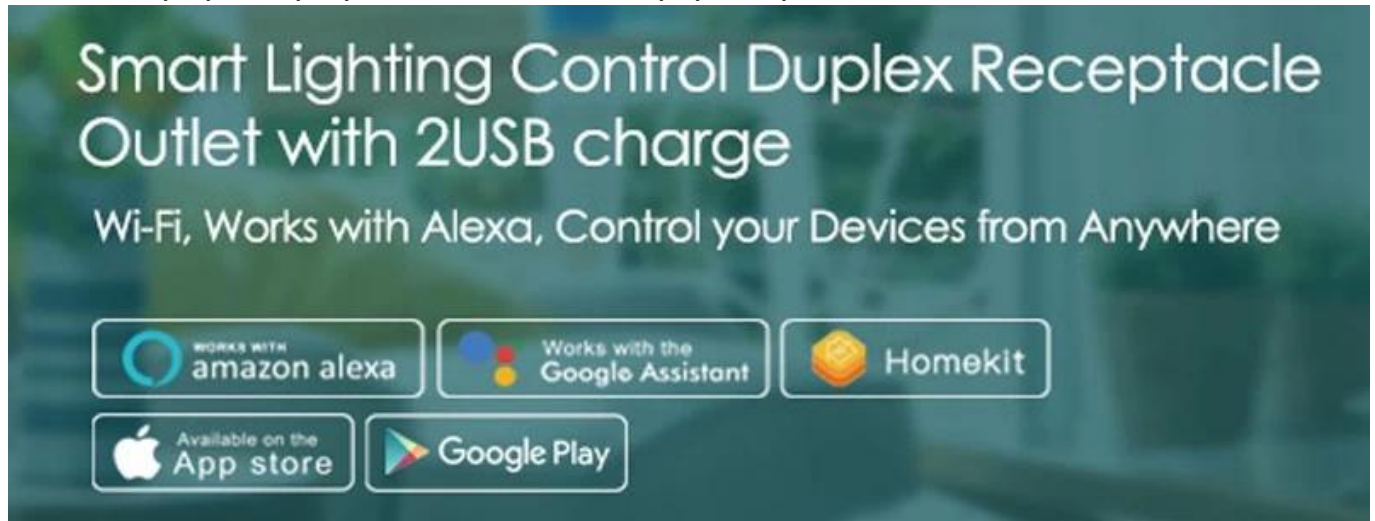 Smart Lighting Control Duplex Receptacle
Outlet with 2USB charge
Wi-Fi, Works with Alexa, Control your Devices from Anywhere
WORKS WITH
amazon alexa
Works with the
Google Assistant
Homekit
Available on the
App store
Google Play